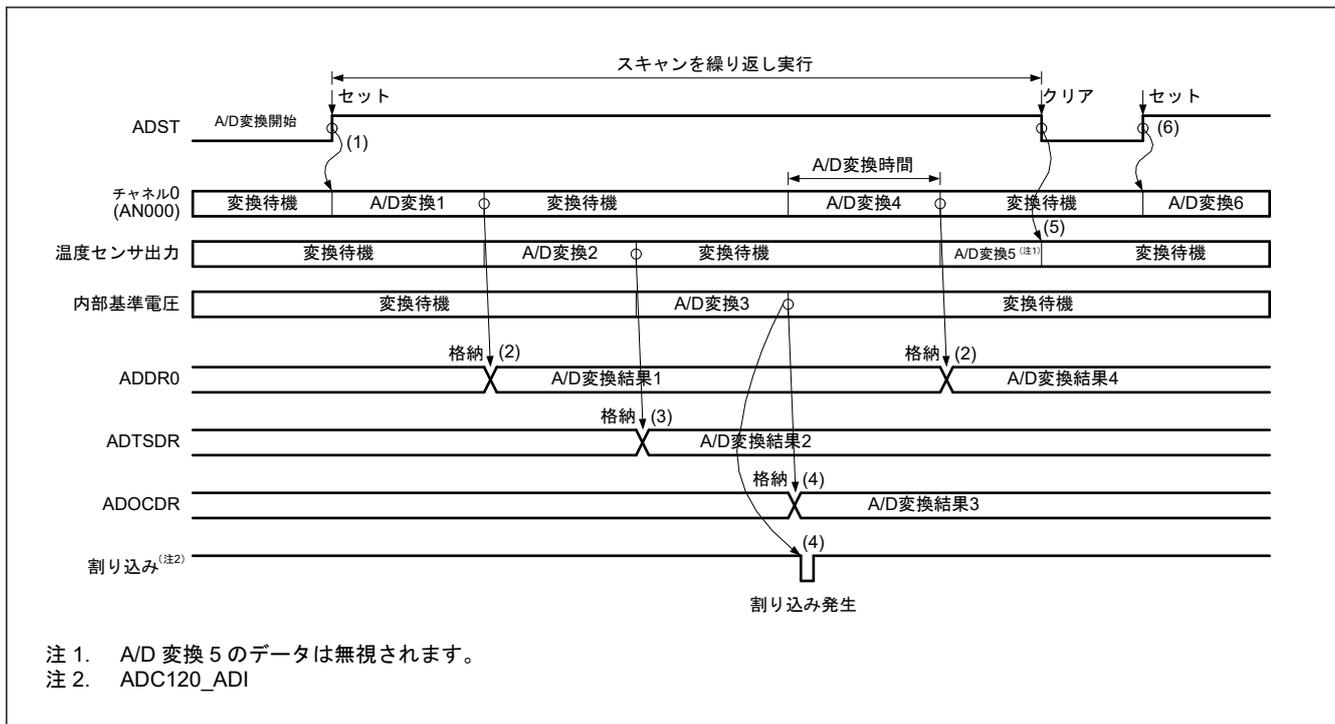 スキャンを繰り返し実行
セット
クリア
セット
ADST
A/D変換開始
(1)
(6)
A/D変換時間
チャネル0
(AN000)
変換待機
A/D変換1
変換待機
A/D変換4
変換待機
A/D変換6
(5)
温度センサ出力
変換待機
A/D変換2
変換待機
A/D変換5(注1)
変換待機
内部基準電圧
変換待機
A/D変換3
変換待機
格納
(2)
格納
(2)
ADDR0
A/D変換結果1
A/D変換結果4
格納
(3)
ADTSDR
A/D変換結果2
格納
(4)
ADOCDR
A/D変換結果3
割り込み(注2)
(4)
割り込み発生
注 1. A/D 変換 5 のデータは無視されます。
注 2. ADC120_ADI